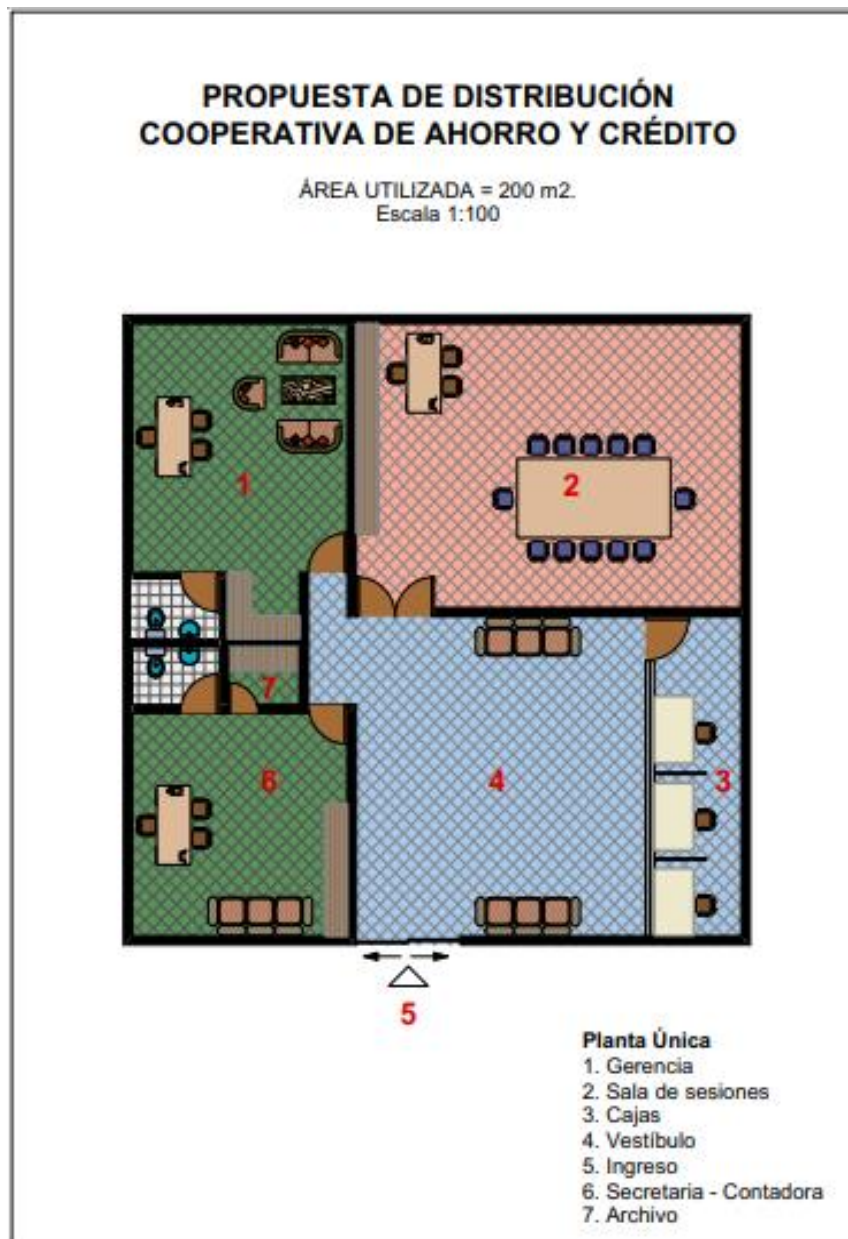 PROPUESTA DE DISTRIBUCIÓN
COOPERATIVA DE AHORRO Y CRÉDITO
ÁREA UTILIZADA = 200 m2.
Escala 1:100
1
2
7
6
4
3
5
Planta Única
1. Gerencia
2. Sala de sesiones
3. Cajas
4. Vestíbulo
5. Ingreso
6. Secretaria - Contadora
7. Archivo